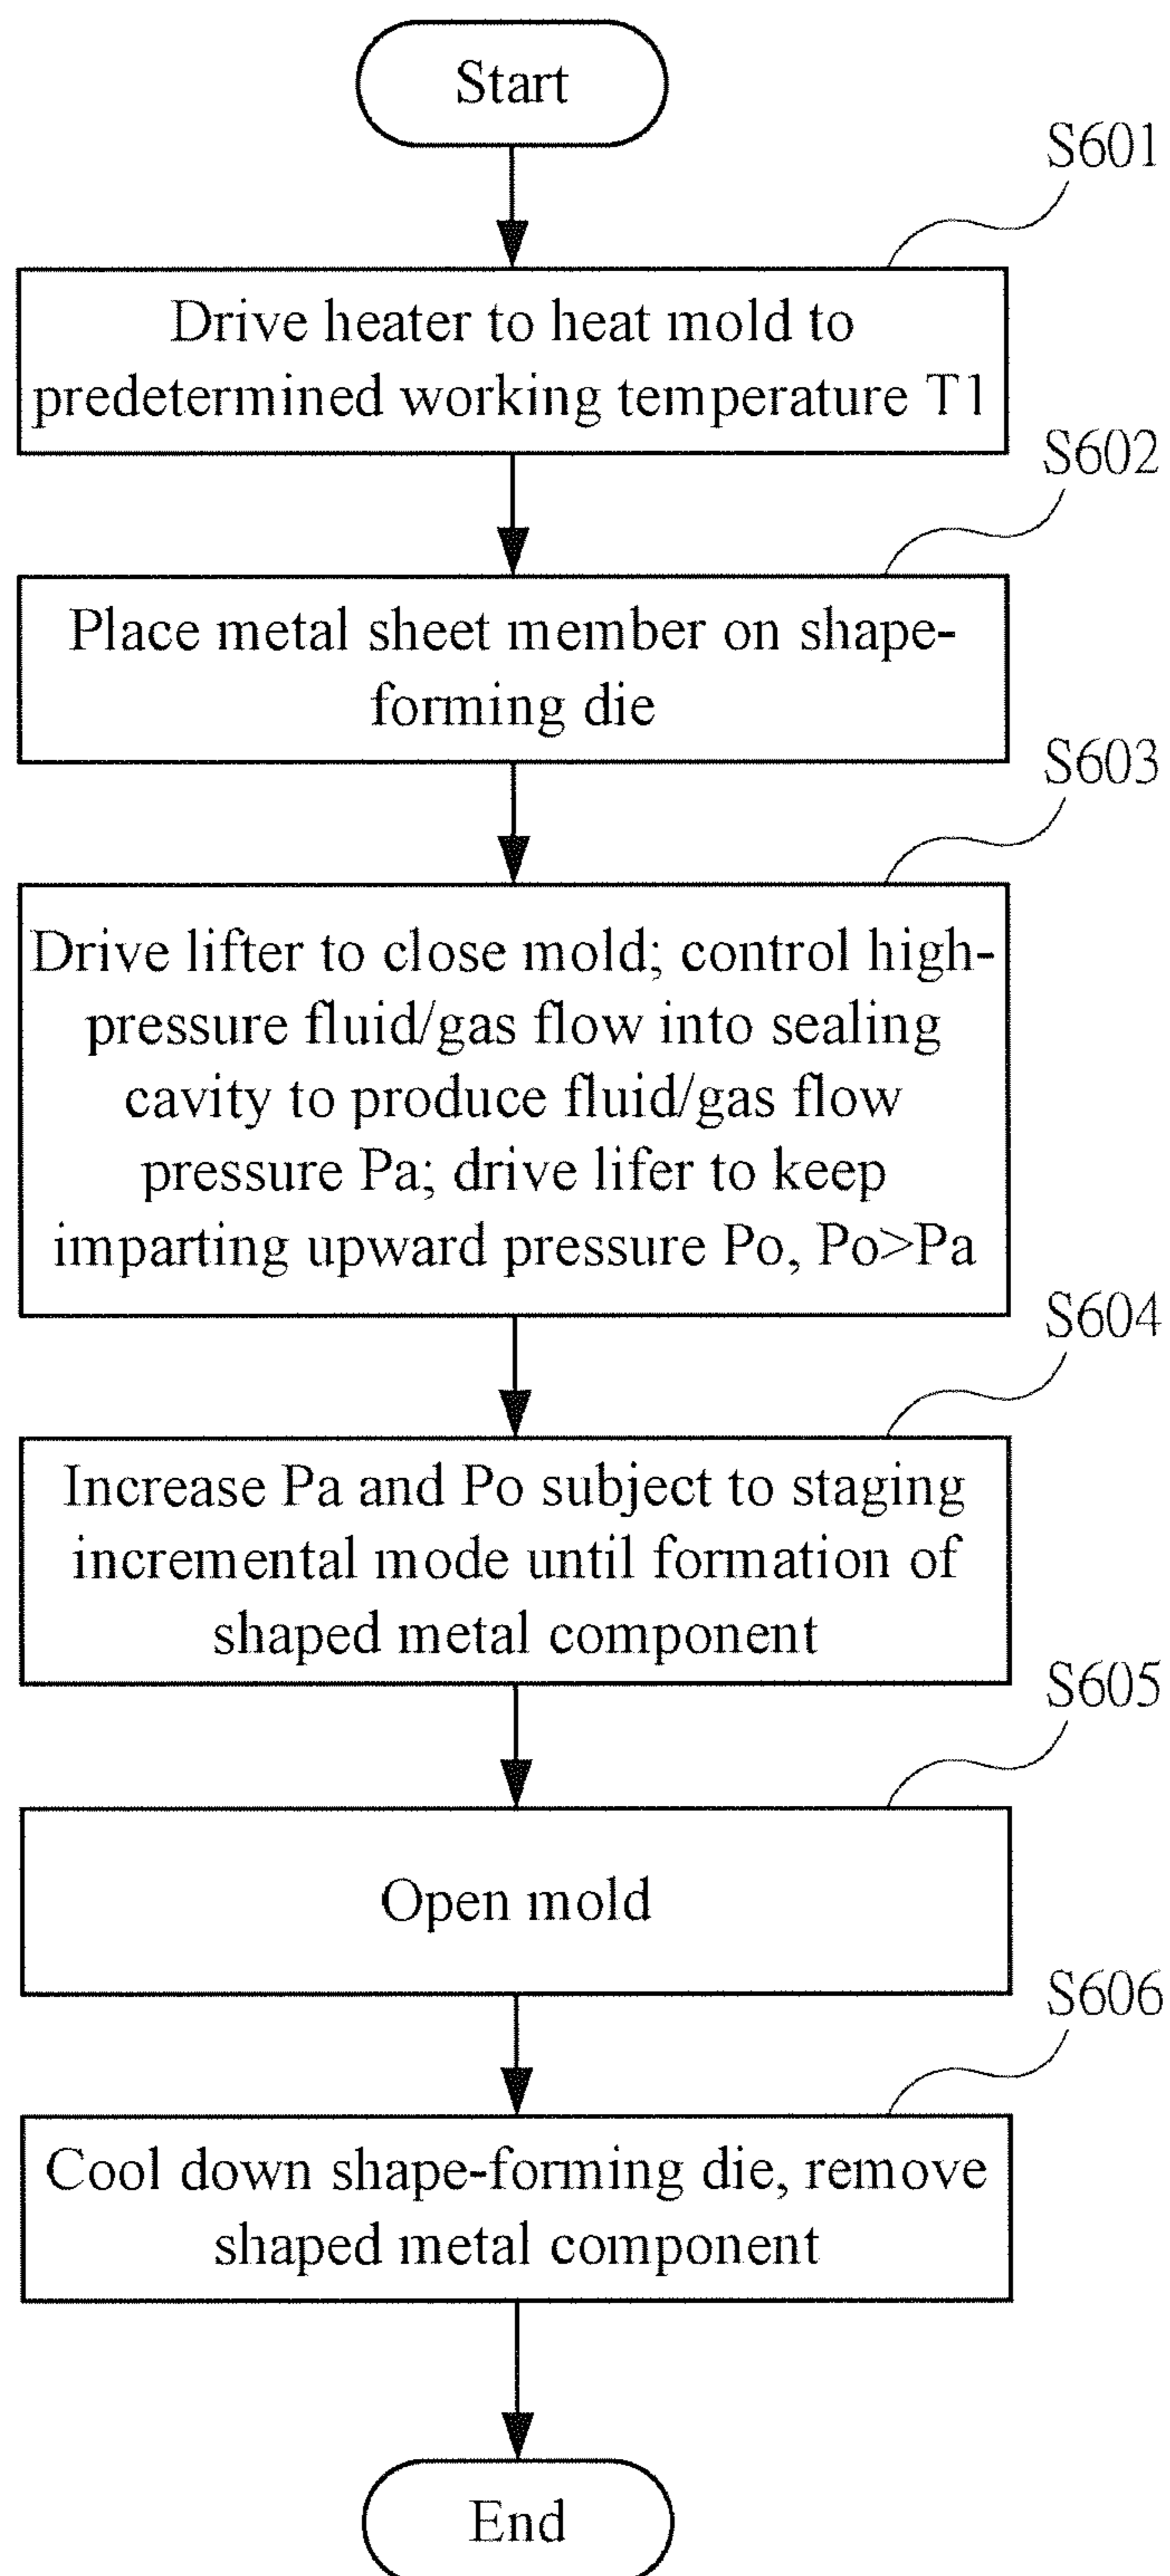 Start
S601
Drive heater to heat mold to
predetermined working temperature T1
S602
Place metal sheet member on shape-
forming die
S603
Drive lifter to close mold; control high-
pressure fluid/gas flow into sealing
cavity to produce fluid/gas flow
pressure Pa; drive lifer to keep
imparting upward pressure Po, Po>Pa
S604
Increase Pa and Po subject to staging
incremental mode until formation of
shaped metal component
S605
Open mold
S606
Cool down shape-forming die, remove
shaped metal component
End